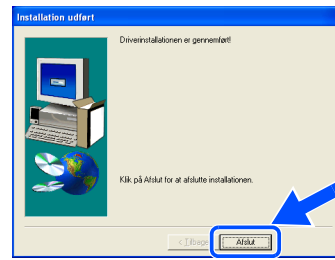 Installation udført
Driverinstallationen er gennemført!
Klik på Afslut for at afslutte installationen.
< Tilbage
Afslut